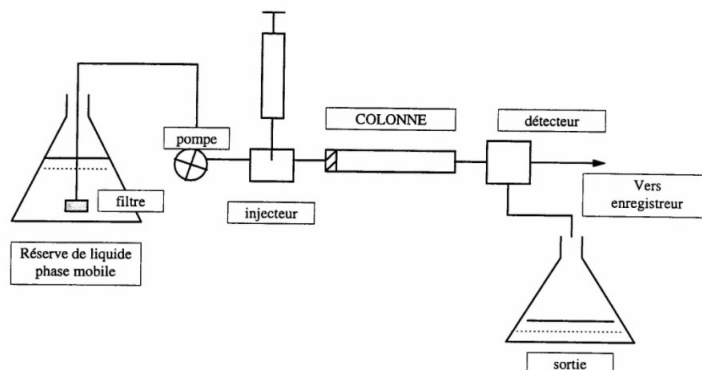 COLONNE
détecteur
pompe
filtre
injecteur
Vers
enregistreur
Réserve de liquide
phase mobile
sortie